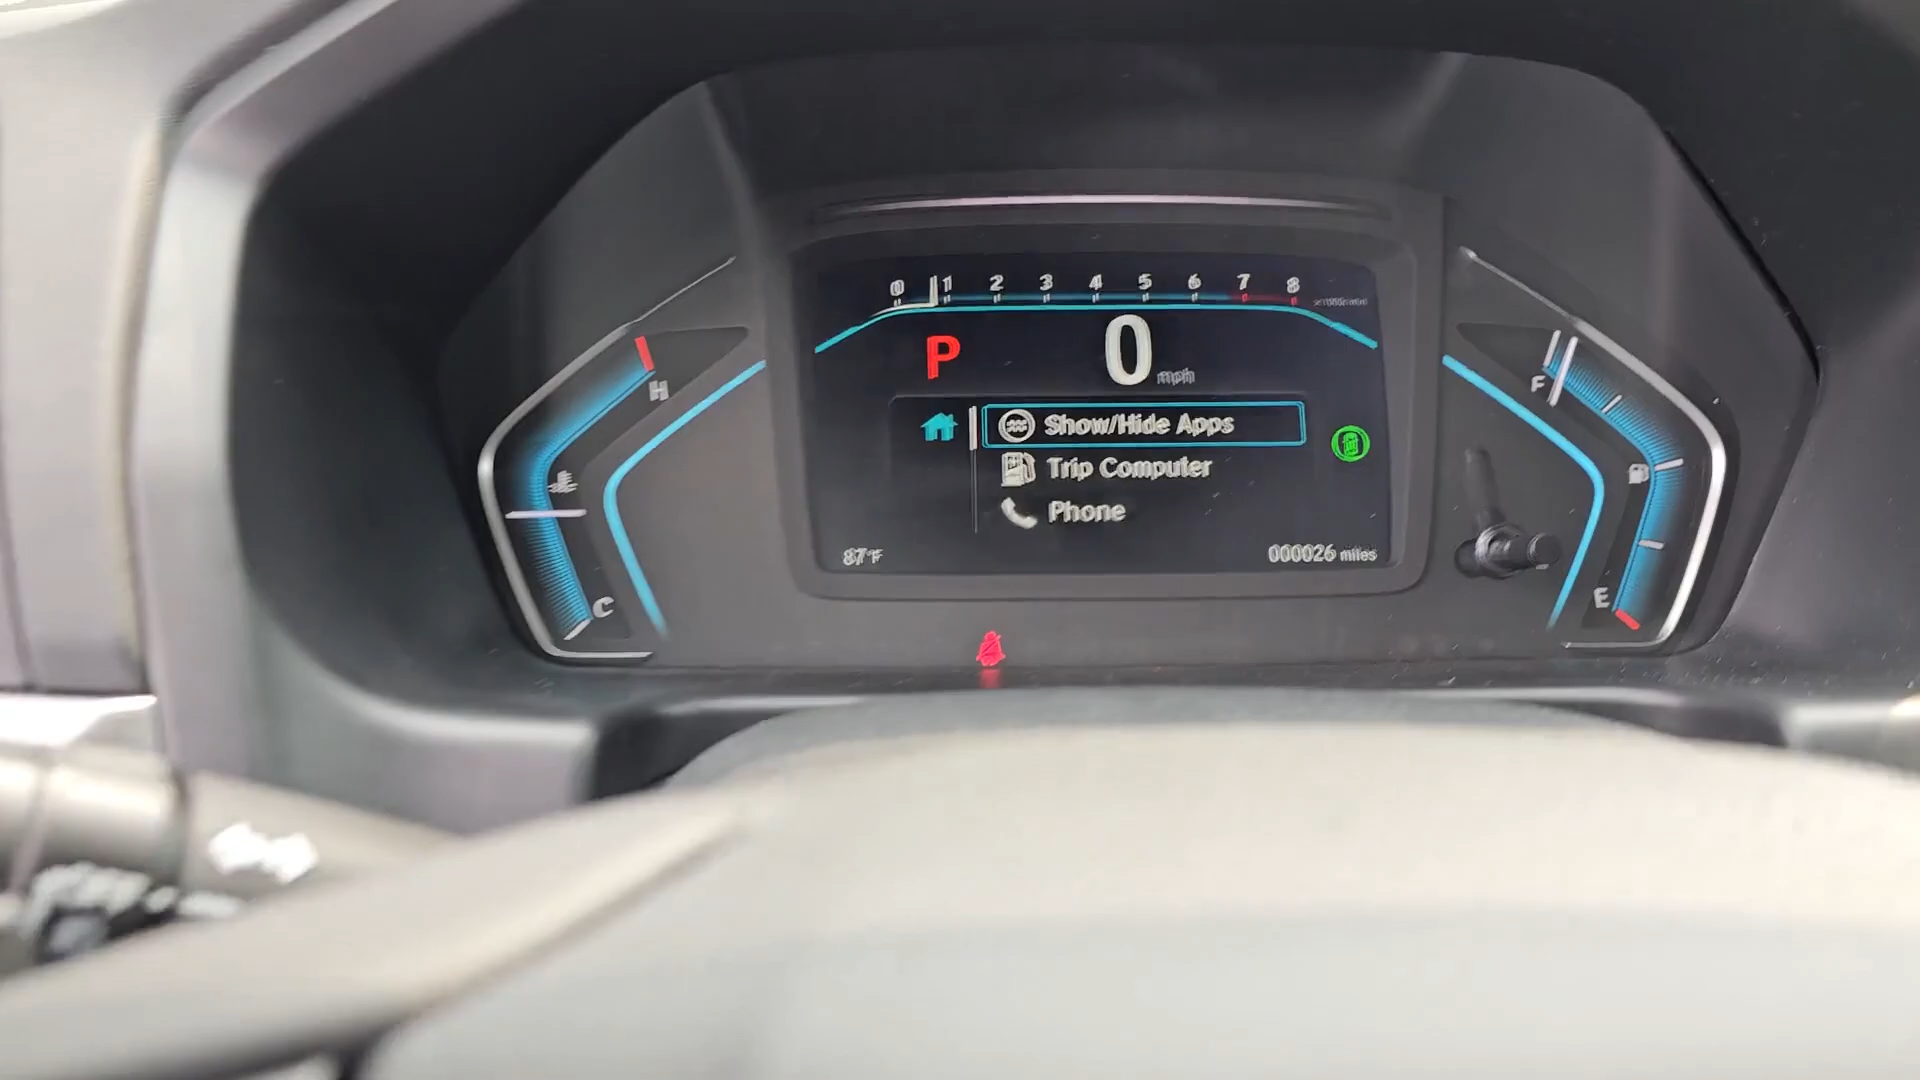 0 1 2 3 4 5 6 7 8
P 0 mph
H
F
Show/Hide Apps
Trip Computer
Phone
87°F
000026 miles
C
E